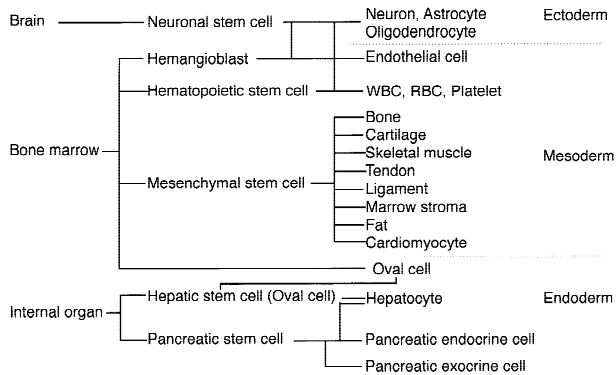 Brain Neuronal stem cell Neuron, Astrocyte Ectoderm
Oligodendrocyte
Hemangioblast Endothelial cell
Hematopoietic stem cell WBC, RBC, Platelet
Bone
Cartilage
Bone marrow Skeletal muscle Mesoderm
Tendon
Mesenchymal stem cell Ligament
Marrow stroma
Fat
Cardiomyocyte
Oval cell
Hepatic stem cell (Oval cell) Hepatocyte Endoderm
Internal organ
Pancreatic stem cell Pancreatic endocrine cell
Pancreatic exocrine cell